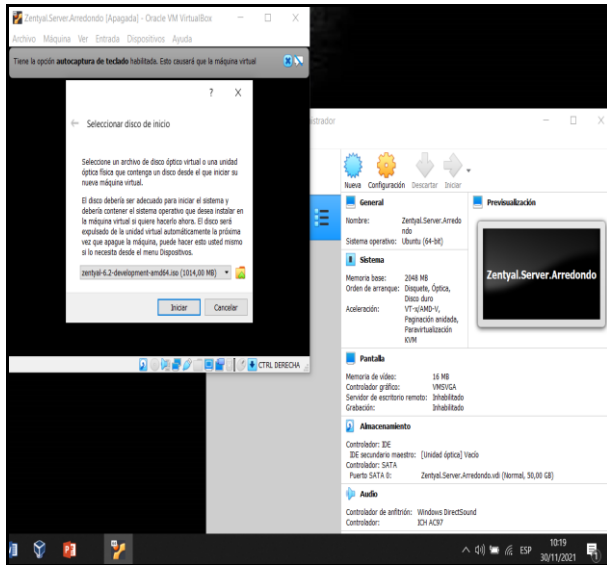 Zentyal.Server.Arredondo [Apagada] - Oracle VM VirtualBox
Archivo Máquina Ver Entrada Dispositivos Ayuda
Tiene la opción autocaptura de teclado habilitada. Esto causará que la máquina virtual
?
Seleccionar disco de inicio
Seleccione un archivo de disco óptico virtual o una unidad
óptica física que contenga un disco desde el que iniciar su
nueva máquina virtual.
El disco debería ser adecuado para iniciar el sistema y
debería contener el sistema operativo que desea instalar en
la máquina virtual si quiere hacerlo ahora. El disco será
expulsado de la unidad virtual automáticamente la próxima
vez que apague la máquina, puede hacer esto usted mismo
si lo necesita desde el menu Dispositivos.
zentyal-6.2-development-amd64.iso (1014,00 MB)
Iniciar Cancelar
CTRL DERECHA
istrador
Nueva Configuración Descartar Iniciar
General
Nombre: Zentyal.Server.Arredo
ndo
Sistema operativo: Ubuntu (64-bit)
Previsualización
Zentyal.Server.Arredondo
Sistema
Memoria base: 2048 MB
Orden de arranque: Disquete, Óptica,
Disco duro
Aceleración: VT-x/AMD-V,
Paginación anidada,
Paravirtualización
KVM
Pantalla
Memoria de vídeo: 16 MB
Controlador gráfico: VMSVGA
Servidor de escritorio remoto: Inhabilitado
Grabación: Inhabilitado
Almacenamiento
Controlador: IDE
IDE secundario maestro: [Unidad óptica] Vacío
Controlador: SATA
Puerto SATA 0: Zentyal.Server.Arredondo.vdi (Normal, 50,00 GB)
Audio
Controlador de anfitrión: Windows DirectSound
Controlador: ICH AC97
ESP
10:19
30/11/2021